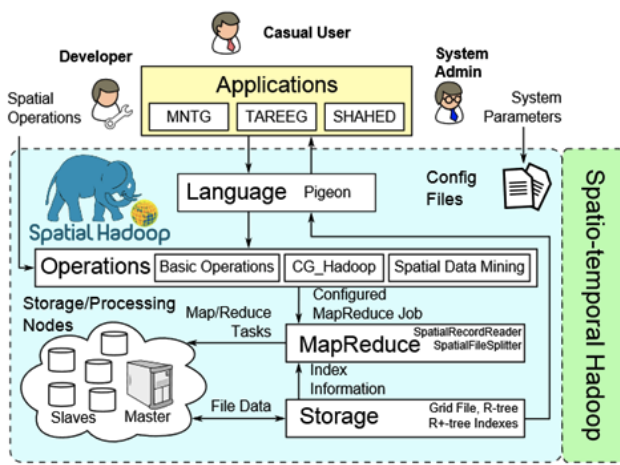 Casual User
Developer
System
Admin
Applications
MNTG
TAREEG
SHAHED
Spatial
Operations
System
Parameters
Language Pigeon
Config
Files
Spatial Hadoop
Operations
Basic Operations
CG_Hadoop
Spatial Data Mining
Storage/Processing
Nodes
Map/Reduce
Tasks
Configured
MapReduce Job
MapReduce
SpatialRecordReader
SpatialFileSplitter
Index
Information
Slaves
Master
File Data
Storage
Grid File, R-tree
R+-tree Indexes
Spatio-temporal Hadoop